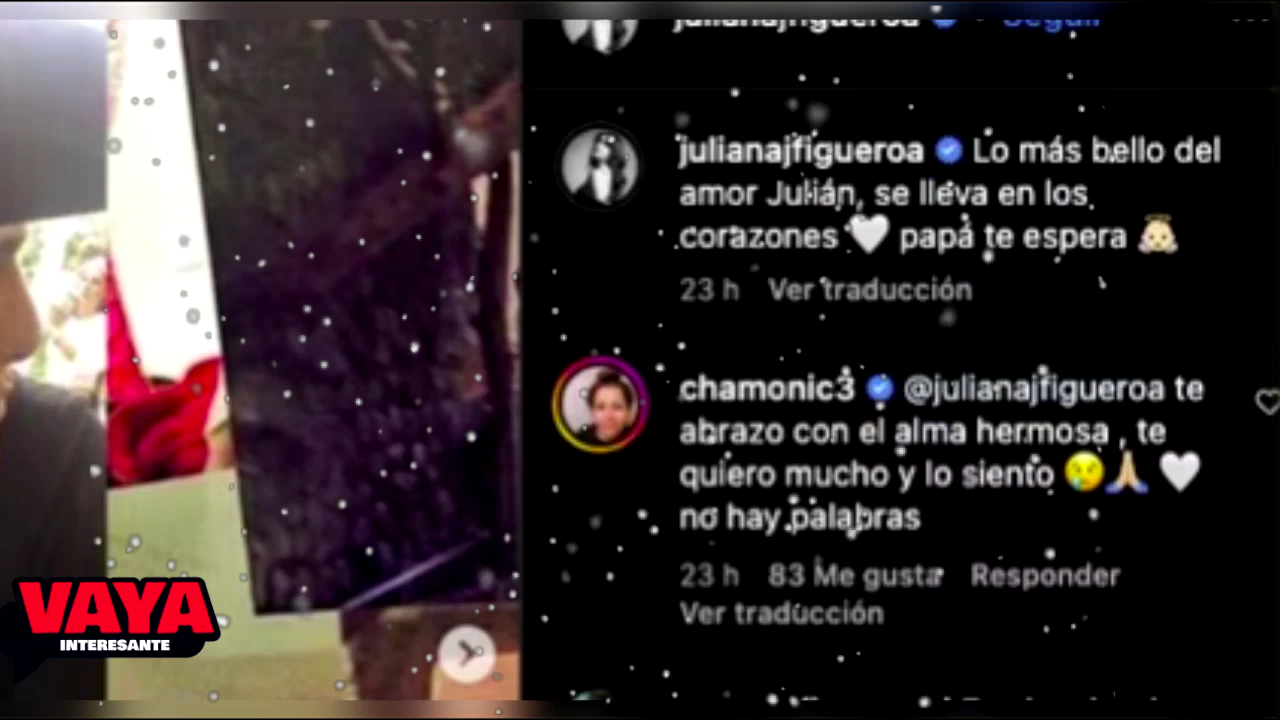 julianajfigueroa • Seguir
julianajfigueroa Lo más bello del
amor Julián, se lleva en los
corazones 🤍 papá te espera 👼🏼
23 h Ver traducción
chamonic3 @julianajfigueroa te
abrazo con el alma hermosa , te
quiero mucho y lo siento 😢🙏🏼 🤍
no hay palabras
23 h 83 Me gusta Responder
Ver traducción
VAYA
INTERESANTE